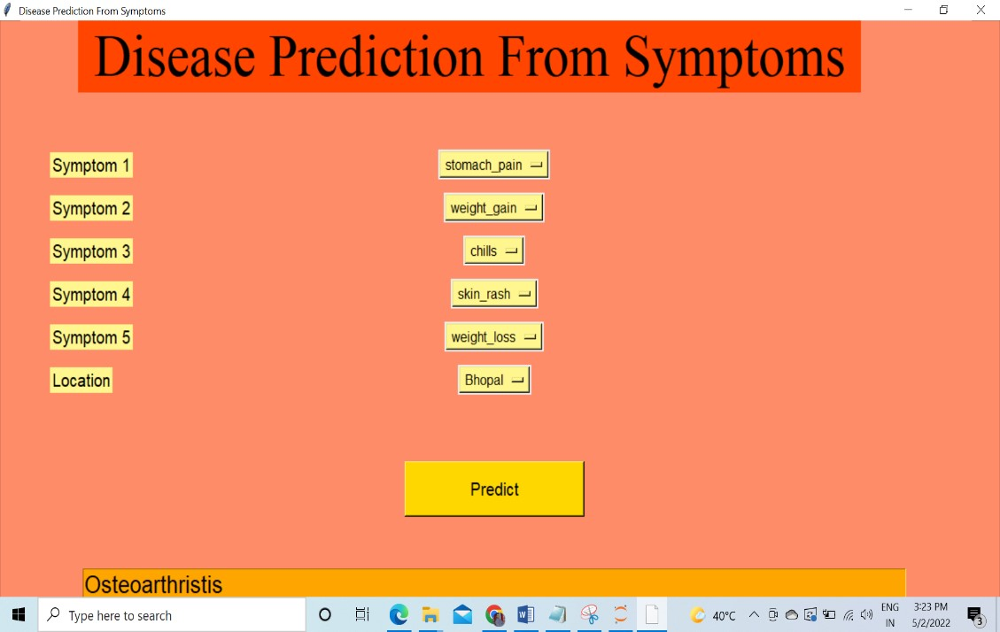 Disease Prediction From Symptoms
Disease Prediction From Symptoms
Symptom 1 stomach_pain
Symptom 2 weight_gain
Symptom 3 chills
Symptom 4 skin_rash
Symptom 5 weight_loss
Location Bhopal
Predict
Osteoarthristis
Type here to search 40°C ENG 3:23 PM
IN 5/2/2022 3